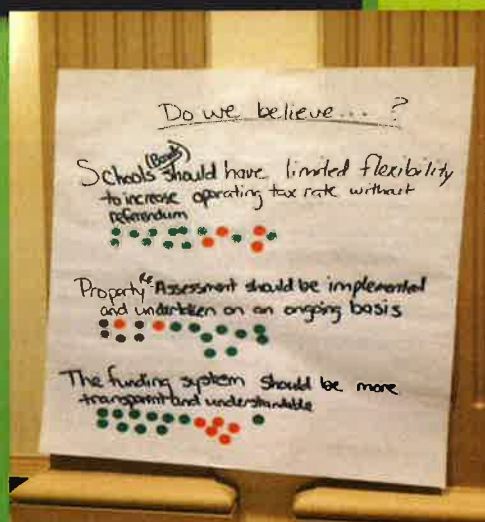 Do we believe... ?
(Boards)
Schools should have limited flexibility
to increase operating tax rate without
referendum
Property Re Assessment should be implemented
and undertaken on an ongoing basis
The funding system should be more
transparent and understandable